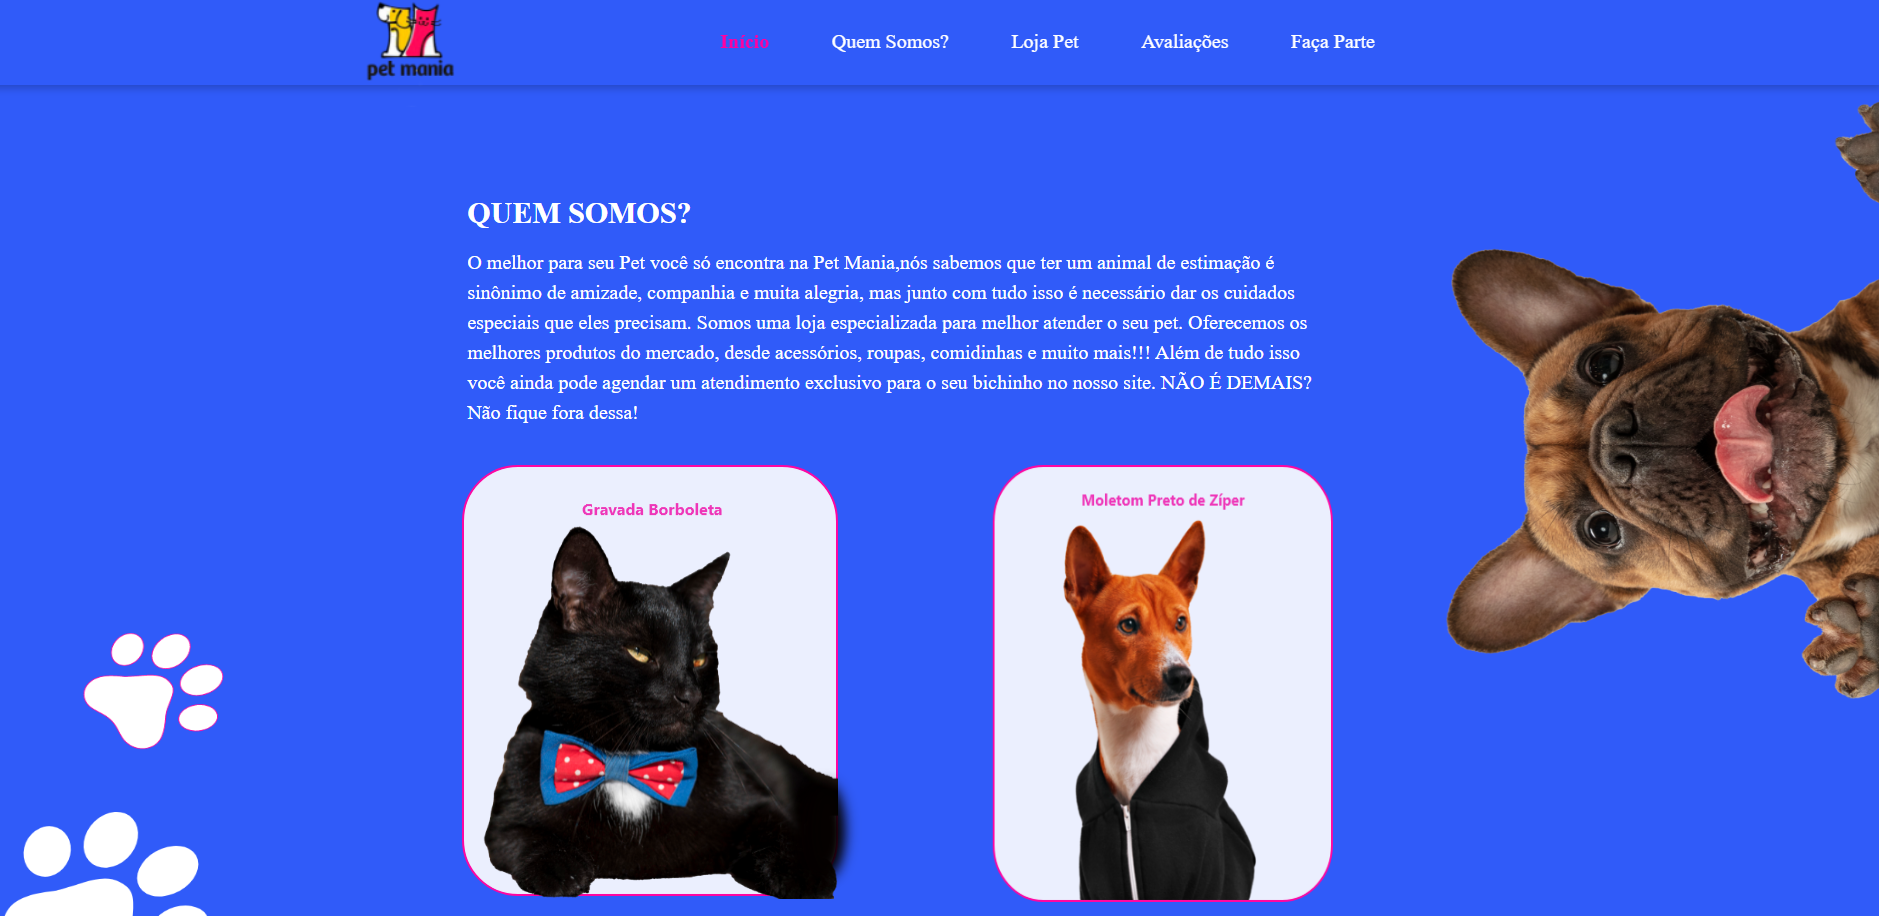 pet mania
Início
Quem Somos?
Loja Pet
Avaliações
Faça Parte
QUEM SOMOS?
O melhor para seu Pet você só encontra na Pet Mania,nós sabemos que ter um animal de estimação é
sinônimo de amizade, companhia e muita alegria, mas junto com tudo isso é necessário dar os cuidados
especiais que eles precisam. Somos uma loja especializada para melhor atender o seu pet. Oferecemos os
melhores produtos do mercado, desde acessórios, roupas, comidinhas e muito mais!!! Além de tudo isso
você ainda pode agendar um atendimento exclusivo para o seu bichinho no nosso site. NÃO É DEMAIS?
Não fique fora dessa!
Gravada Borboleta
Moletom Preto de Zíper